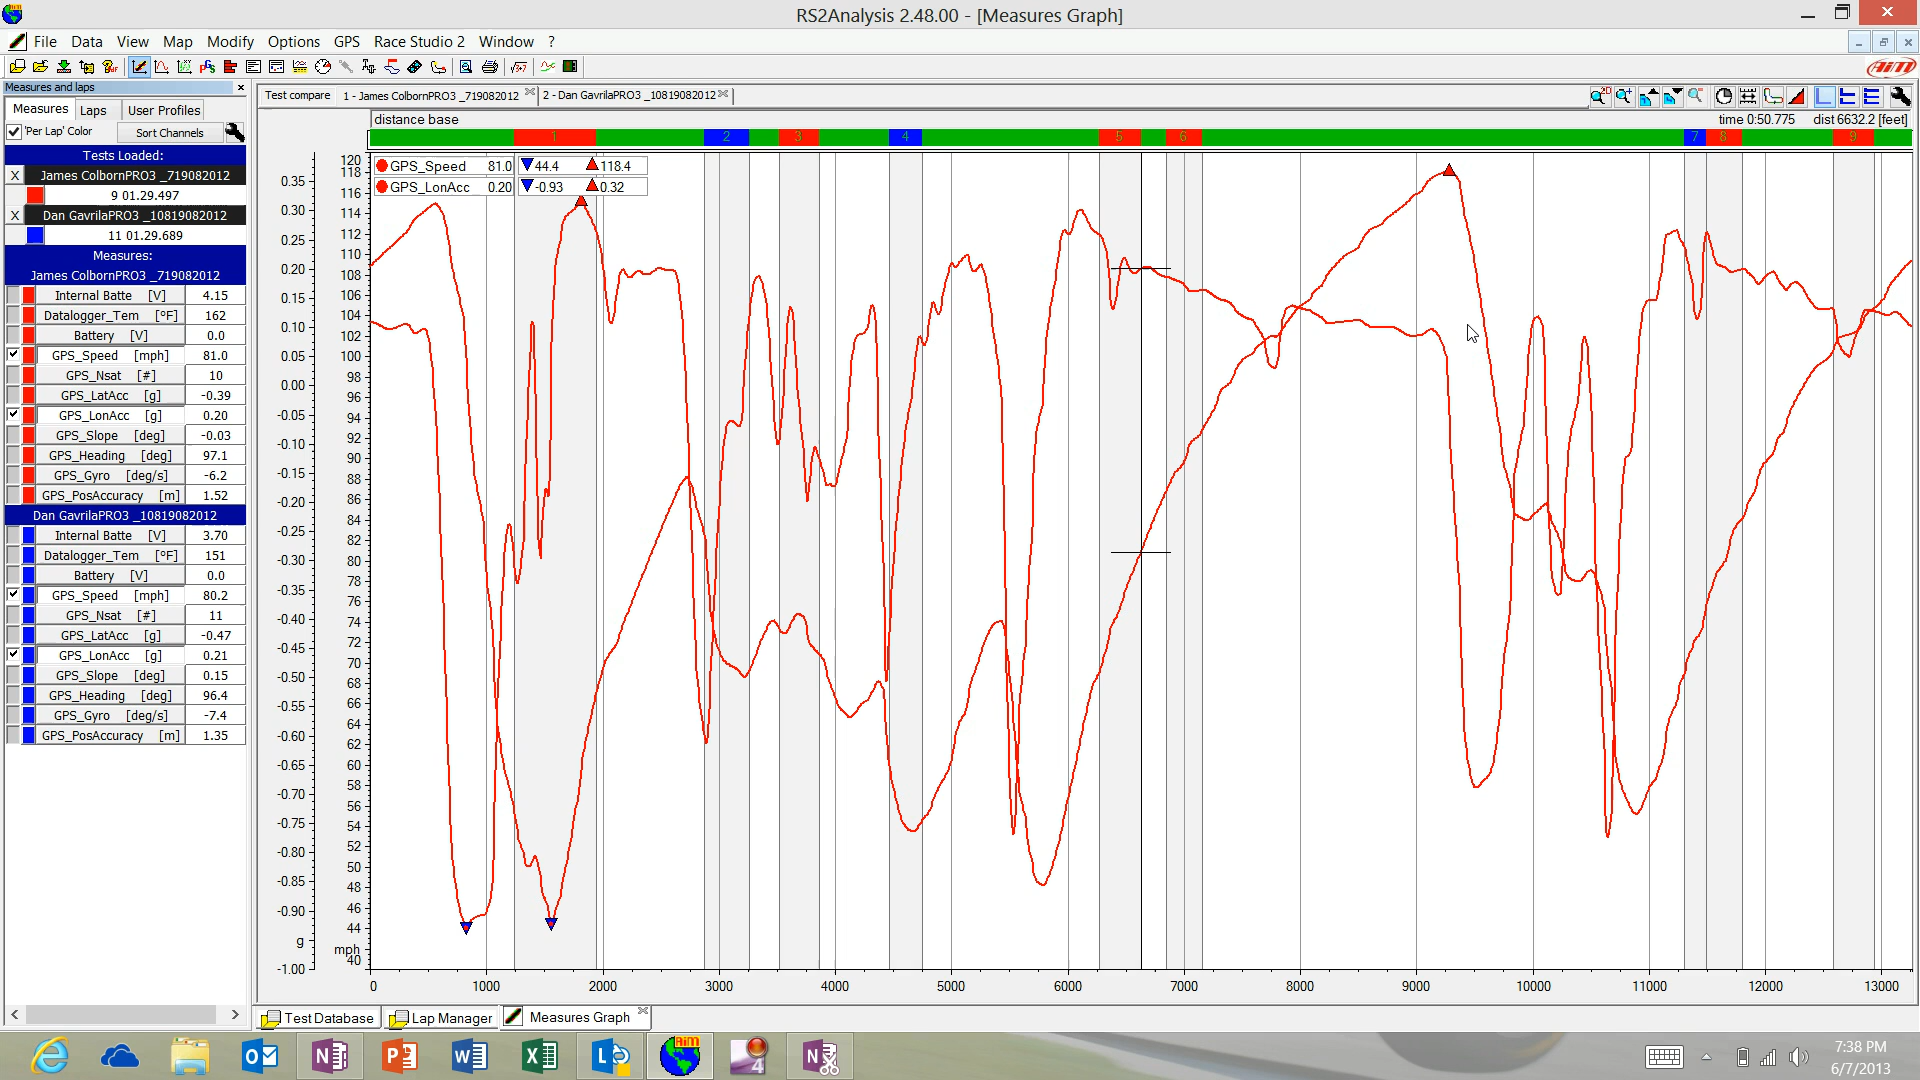 RS2Analysis 2.48.00 - [Measures Graph]
File Data View Map Modify Options GPS Race Studio 2 Window ?
AiM
Measures and laps
Measures Laps User Profiles
'Per Lap' Color Sort Channels
Tests Loaded:
X James ColbornPRO3 _719082012
9 01.29.497
X Dan GavrilaPRO3 _10819082012
11 01.29.689
Measures:
James ColbornPRO3 _719082012
Internal Batte [V] 4.15
Datalogger_Tem [ºF] 162
Battery [V] 0.0
GPS_Speed [mph] 81.0
GPS_Nsat [#] 10
GPS_LatAcc [g] -0.39
GPS_LonAcc [g] 0.20
GPS_Slope [deg] -0.03
GPS_Heading [deg] 97.1
GPS_Gyro [deg/s] -6.2
GPS_PosAccuracy [m] 1.52
Dan GavrilaPRO3 _10819082012
Internal Batte [V] 3.70
Datalogger_Tem [ºF] 151
Battery [V] 0.0
GPS_Speed [mph] 80.2
GPS_Nsat [#] 11
GPS_LatAcc [g] -0.47
GPS_LonAcc [g] 0.21
GPS_Slope [deg] 0.15
GPS_Heading [deg] 96.4
GPS_Gyro [deg/s] -7.4
GPS_PosAccuracy [m] 1.35
Test compare 1 - James ColbornPRO3 _719082012 2 - Dan GavrilaPRO3 _10819082012
distance base time 0:50.775 dist 6632.2 [feet]
1 2 3 4 5 6 7 8 9
GPS_Speed 81.0 44.4 118.4
GPS_LonAcc 0.20 -0.93 0.32
0.35
0.30
0.25
0.20
0.15
0.10
0.05
0.00
-0.05
-0.10
-0.15
-0.20
-0.25
-0.30
-0.35
-0.40
-0.45
-0.50
-0.55
-0.60
-0.65
-0.70
-0.75
-0.80
-0.85
-0.90
g
-1.00
120
118
116
114
112
110
108
106
104
102
100
98
96
94
92
90
88
86
84
82
80
78
76
74
72
70
68
66
64
62
60
58
56
54
52
50
48
46
44
mph
40
0 1000 2000 3000 4000 5000 6000 7000 8000 9000 10000 11000 12000 13000
Test Database Lap Manager Measures Graph
7:38 PM
6/7/2013